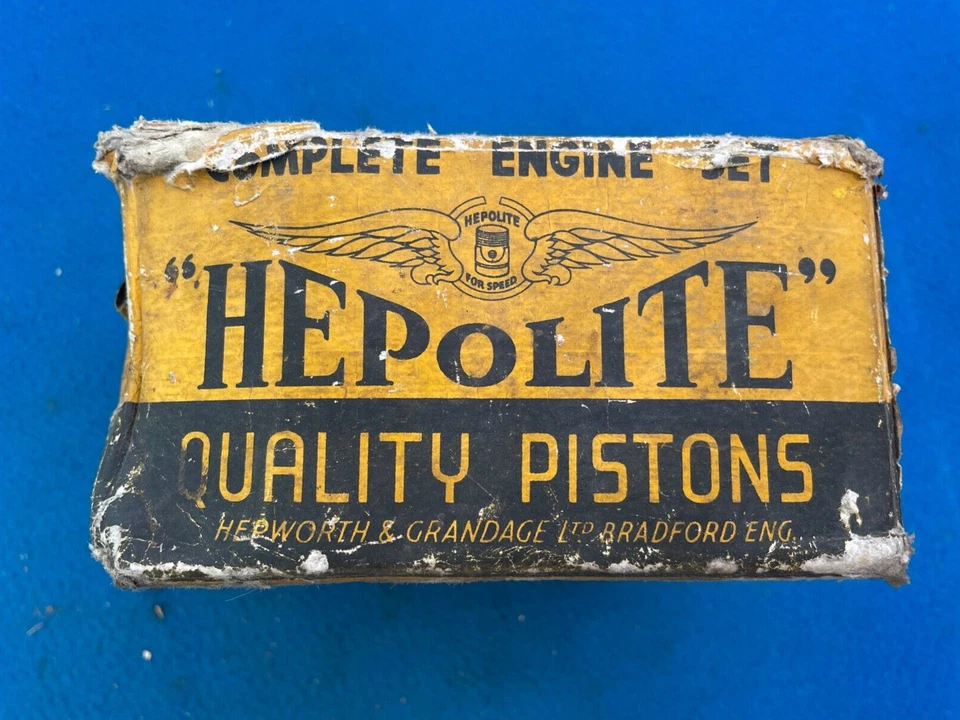 COMPLETE ENGINE SET
HEPOLITE
FOR SPEED
"HEPOLITE"
QUALITY PISTONS
HEPWORTH & GRANDAGE LTD BRADFORD ENG.